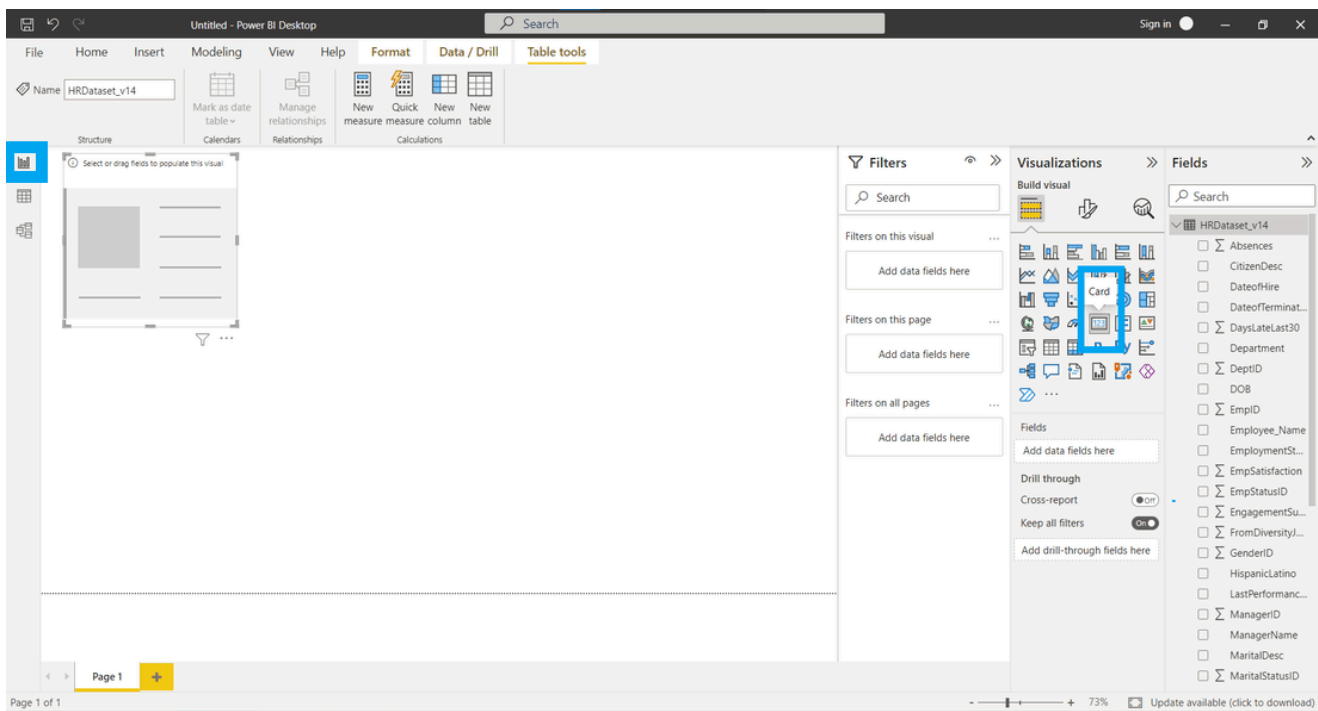 Untitled - Power BI Desktop
Search
Sign in
File Home Insert Modeling View Help Format Data / Drill Table tools
Name HRDataset_v14
Mark as date table
Manage relationships
New measure
Quick measure
New column
New table
Structure
Calendars
Relationships
Calculations
Select or drag fields to populate this visual
...
Filters
Search
Filters on this visual
...
Add data fields here
Filters on this page
...
Add data fields here
Filters on all pages
...
Add data fields here
Visualizations
Build visual
Card
123
...
Fields
Add data fields here
Drill through
Cross-report
Off
Keep all filters
On
Add drill-through fields here
Fields
Search
HRDataset_v14
∑ Absences
CitizenDesc
DateofHire
DateofTerminat...
∑ DaysLateLast30
Department
∑ DeptID
DOB
∑ EmpID
Employee_Name
EmploymentSt...
∑ EmpSatisfaction
∑ EmpStatusID
∑ EngagementSu...
∑ FromDiversityJ...
∑ GenderID
HispanicLatino
LastPerformanc...
∑ ManagerID
ManagerName
MaritalDesc
∑ MaritalStatusID
Page 1
+
Page 1 of 1
- + 73%
Update available (click to download)